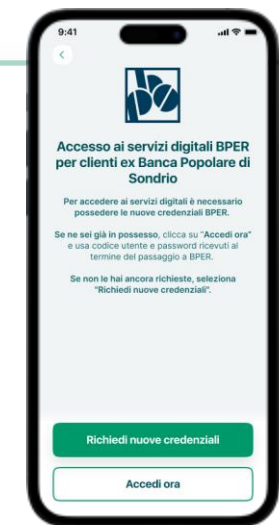 9:41
Accesso ai servizi digitali BPER
per clienti ex Banca Popolare di
Sondrio
Per accedere ai servizi digitali è necessario
possedere le nuove credenziali BPER.
Se ne sei già in possesso, clicca su "Accedi ora"
e usa codice utente e password ricevuti al
termine del passaggio a BPER.
Se non le hai ancora richieste, seleziona
"Richiedi nuove credenziali".
Richiedi nuove credenziali
Accedi ora